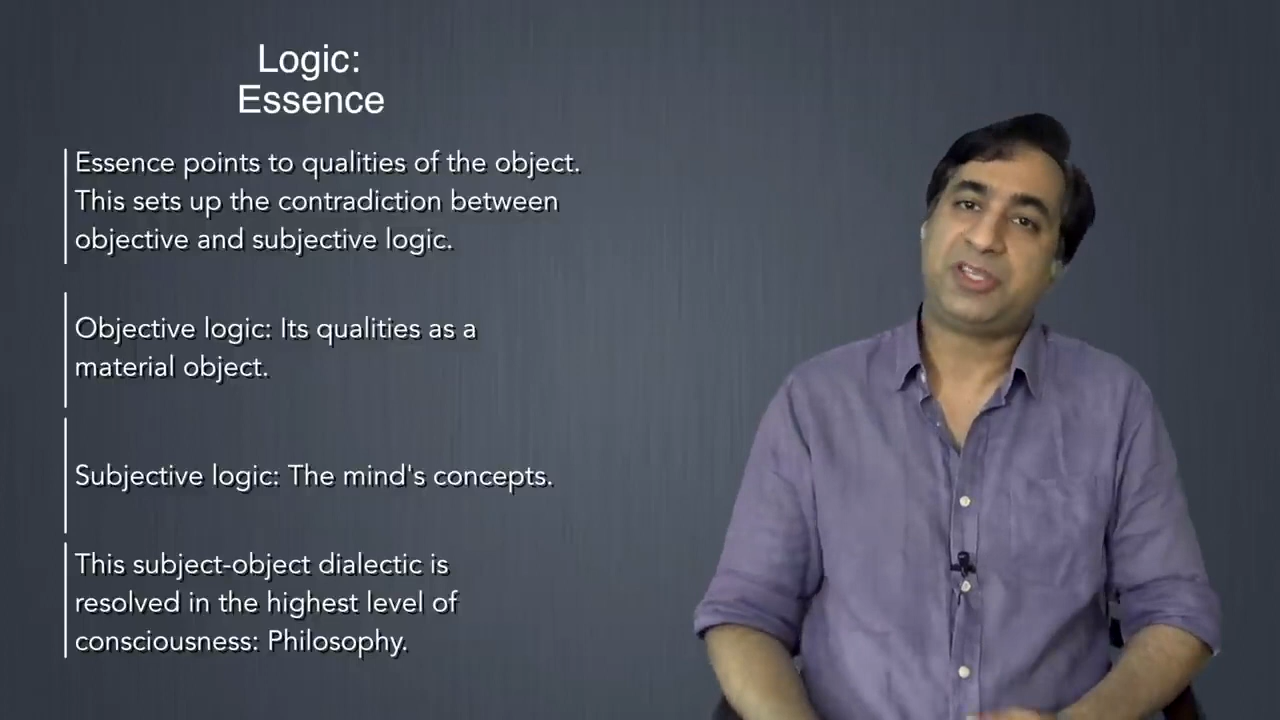 Logic:
Essence
Essence points to qualities of the object.
This sets up the contradiction between
objective and subjective logic.
Objective logic: Its qualities as a
material object.
Subjective logic: The mind's concepts.
This subject-object dialectic is
resolved in the highest level of
consciousness: Philosophy.